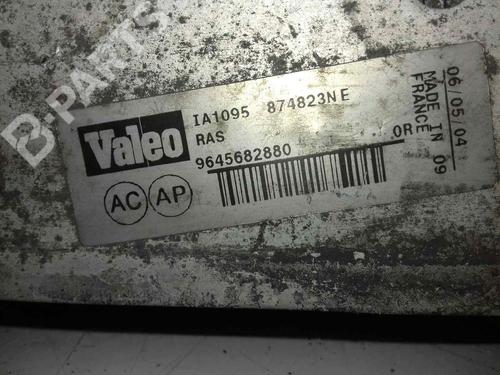 B-PARTS
Valeo
IA1095 874823NE
RAS
9645682880
0R
AC AP
06/05/04
MADE IN 09
FRANCE